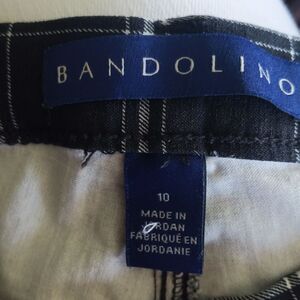 BANDOLINO
10
MADE IN
JORDAN
FABRIQUÉ EN
JORDANIE